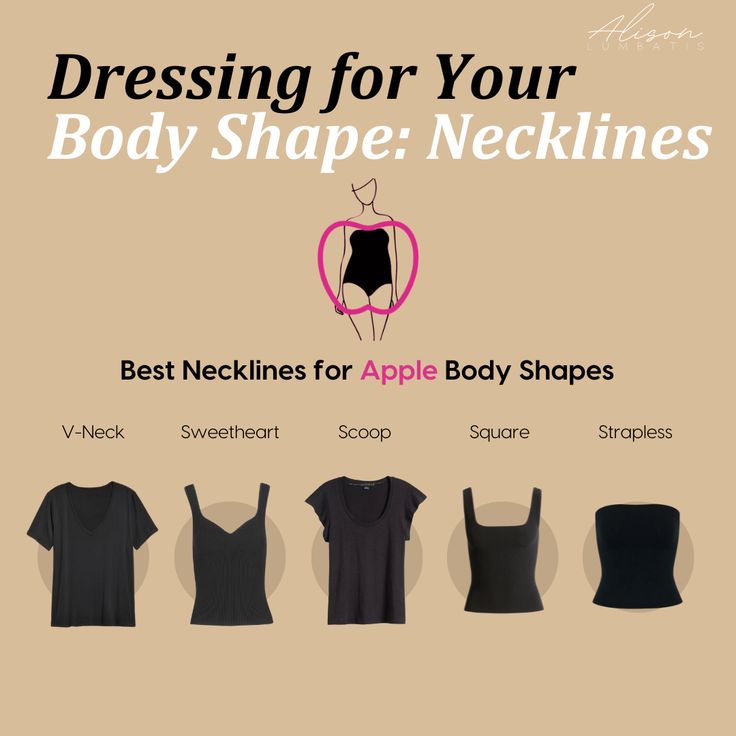 Alison
LUMBATIS
Dressing for Your
Body Shape: Necklines
Best Necklines for Apple Body Shapes
V-Neck Sweetheart Scoop Square Strapless